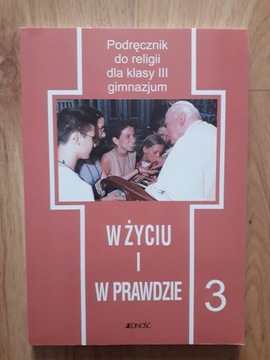 Podręcznik
do religii
dla klasy III
gimnazjum
W ŻYCIU
I
W PRAWDZIE
3
JEDNOŚĆ